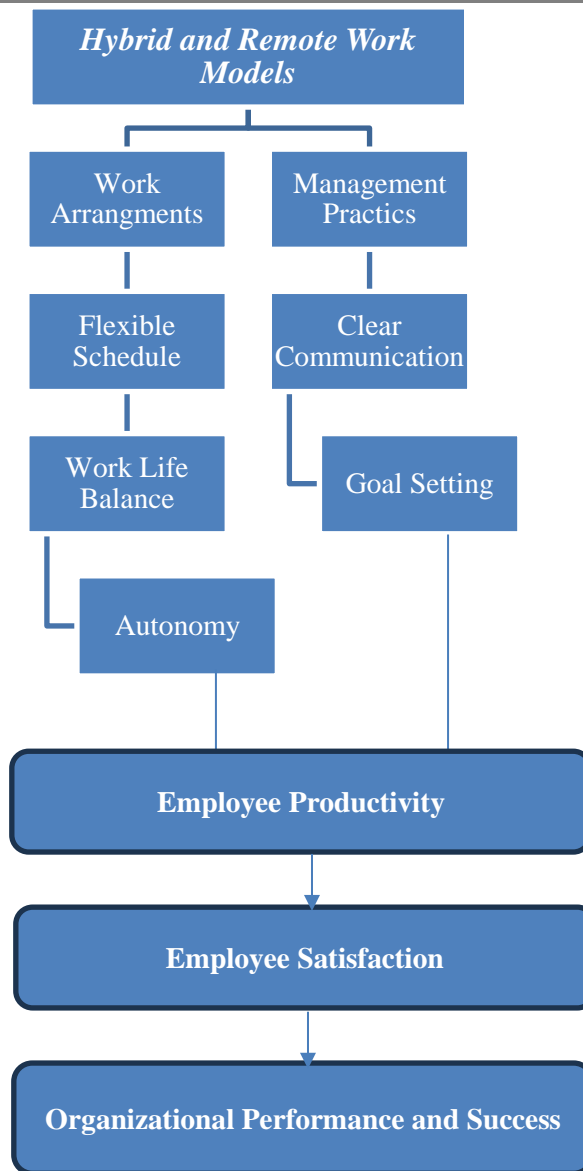 Hybrid and Remote Work
Models
Work
Arrangments
Management
Practics
Flexible
Schedule
Clear
Communication
Work Life
Balance
Goal Setting
Autonomy
Employee Productivity
Employee Satisfaction
Organizational Performance and Success